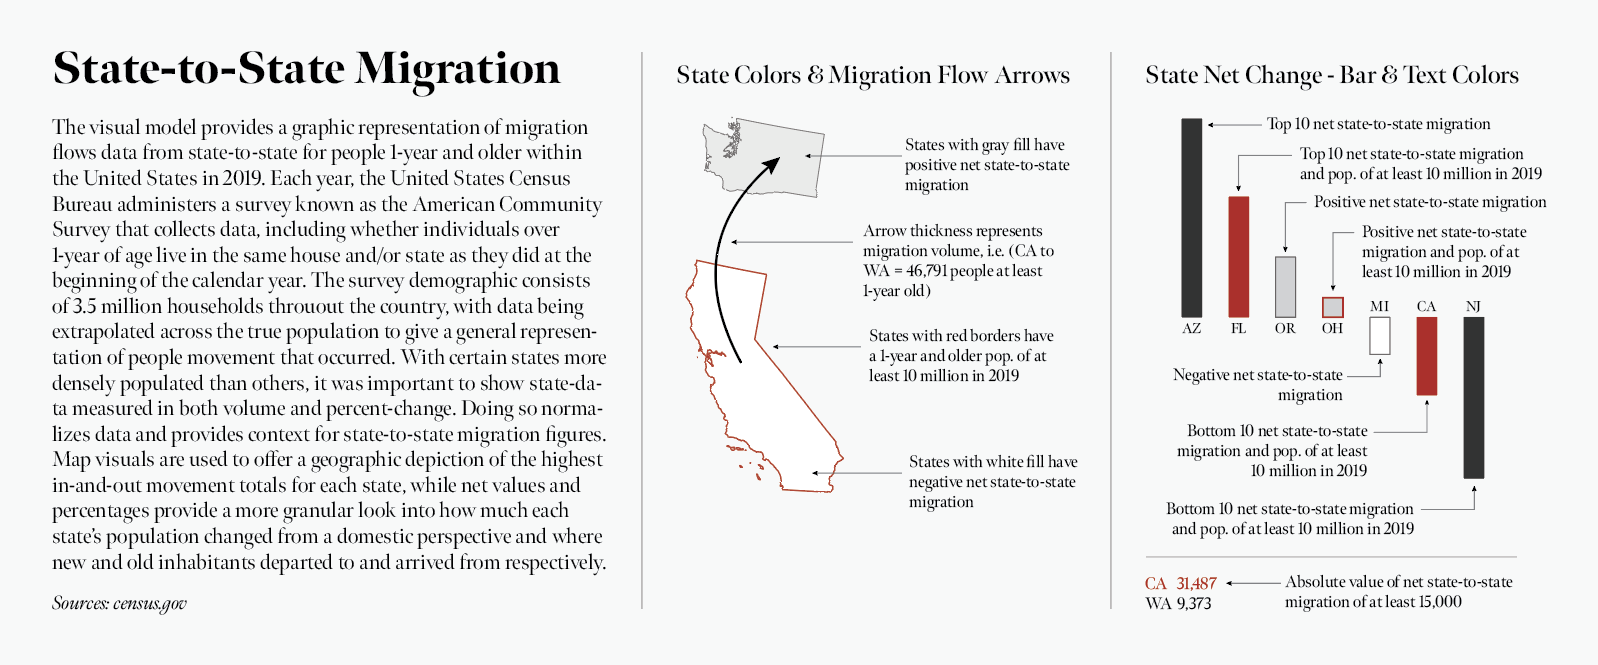 State-to-State Migration
The visual model provides a graphic representation of migration
flows data from state-to-state for people 1-year and older within
the United States in 2019. Each year, the United States Census
Bureau administers a survey known as the American Community
Survey that collects data, including whether individuals over
1-year of age live in the same house and/or state as they did at the
beginning of the calendar year. The survey demographic consists
of 3.5 million households throuout the country, with data being
extrapolated across the true population to give a general represen-
tation of people movement that occurred. With certain states more
densely populated than others, it was important to show state-da-
ta measured in both volume and percent-change. Doing so norma-
lizes data and provides context for state-to-state migration figures.
Map visuals are used to offer a geographic depiction of the highest
in-and-out movement totals for each state, while net values and
percentages provide a more granular look into how much each
state's population changed from a domestic perspective and where
new and old inhabitants departed to and arrived from respectively.
Sources: census.gov
State Colors & Migration Flow Arrows
States with gray fill have
positive net state-to-state
migration
Arrow thickness represents
migration volume, i.e. (CA to
WA = 46,791 people at least
1-year old)
States with red borders have
a 1-year and older pop. of at
least 10 million in 2019
States with white fill have
negative net state-to-state
migration
State Net Change - Bar & Text Colors
Top 10 net state-to-state migration
Top 10 net state-to-state migration
and pop. of at least 10 million in 2019
Positive net state-to-state migration
Positive net state-to-state
migration and pop. of at
least 10 million in 2019
MI CA NJ
AZ FL OR OH
Negative net state-to-state
migration
Bottom 10 net state-to-state
migration and pop. of at least
10 million in 2019
Bottom 10 net state-to-state migration
and pop. of at least 10 million in 2019
CA 31,487
WA 9,373
Absolute value of net state-to-state
migration of at least 15,000